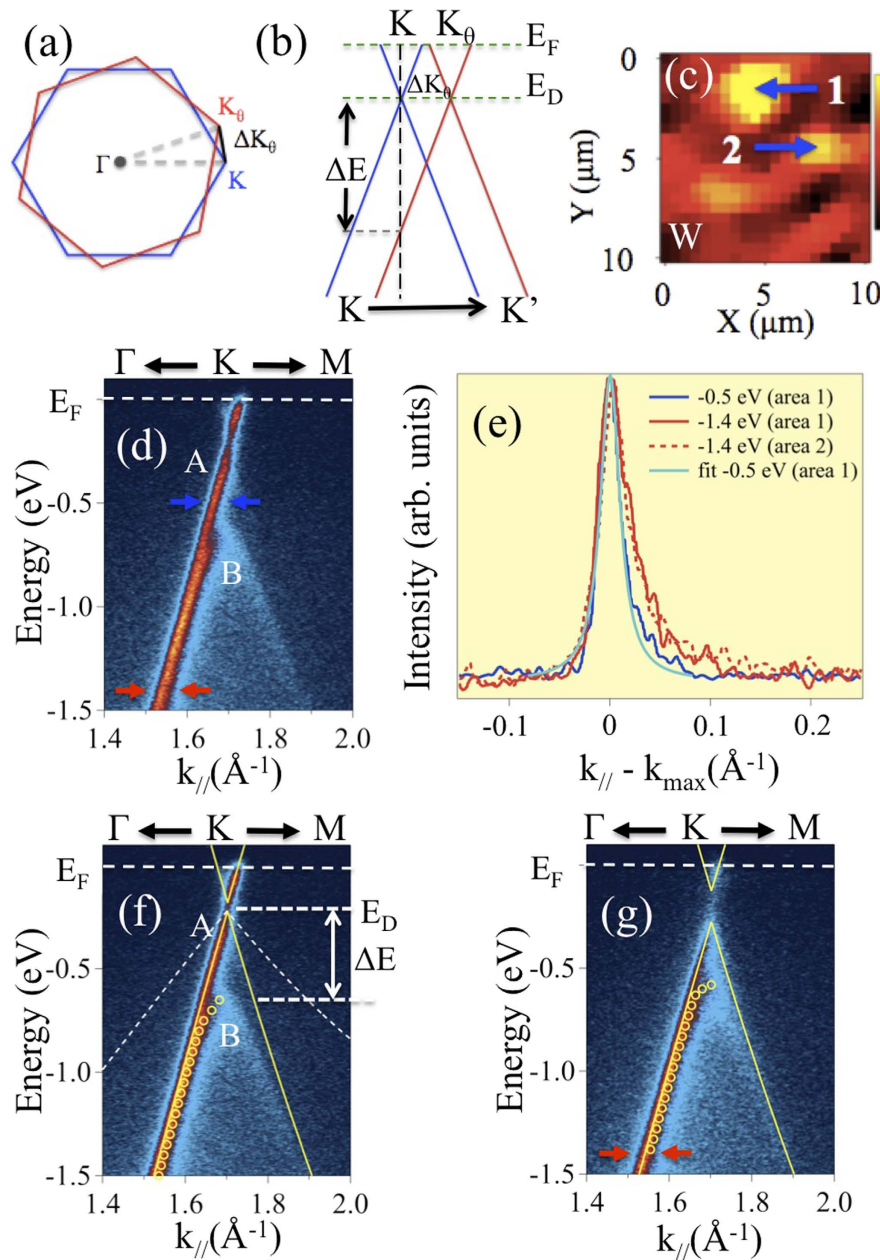 (a)
K_θ
ΔK_θ
Γ
K
(b)
K
K_θ
E_F
ΔK_θ
E_D
ΔE
K
K'
(c)
0
1
2
5
Y (μm)
W
10
0
5
10
X (μm)
Γ
K
M
E_F
(d)
A
-0.5
B
Energy (eV)
-1.0
-1.5
1.4
1.6
1.8
2.0
k_//(Å⁻¹)
(e)
-0.5 eV (area 1)
-1.4 eV (area 1)
-1.4 eV (area 2)
fit -0.5 eV (area 1)
Intensity (arb. units)
-0.1
0
0.1
0.2
k_// - k_max(Å⁻¹)
Γ
K
M
E_F
(f)
A
E_D
ΔE
-0.5
B
Energy (eV)
-1.0
-1.5
1.4
1.6
1.8
2.0
k_//(Å⁻¹)
Γ
K
M
E_F
(g)
-0.5
Energy (eV)
-1.0
-1.5
1.4
1.6
1.8
2.0
k_//(Å⁻¹)